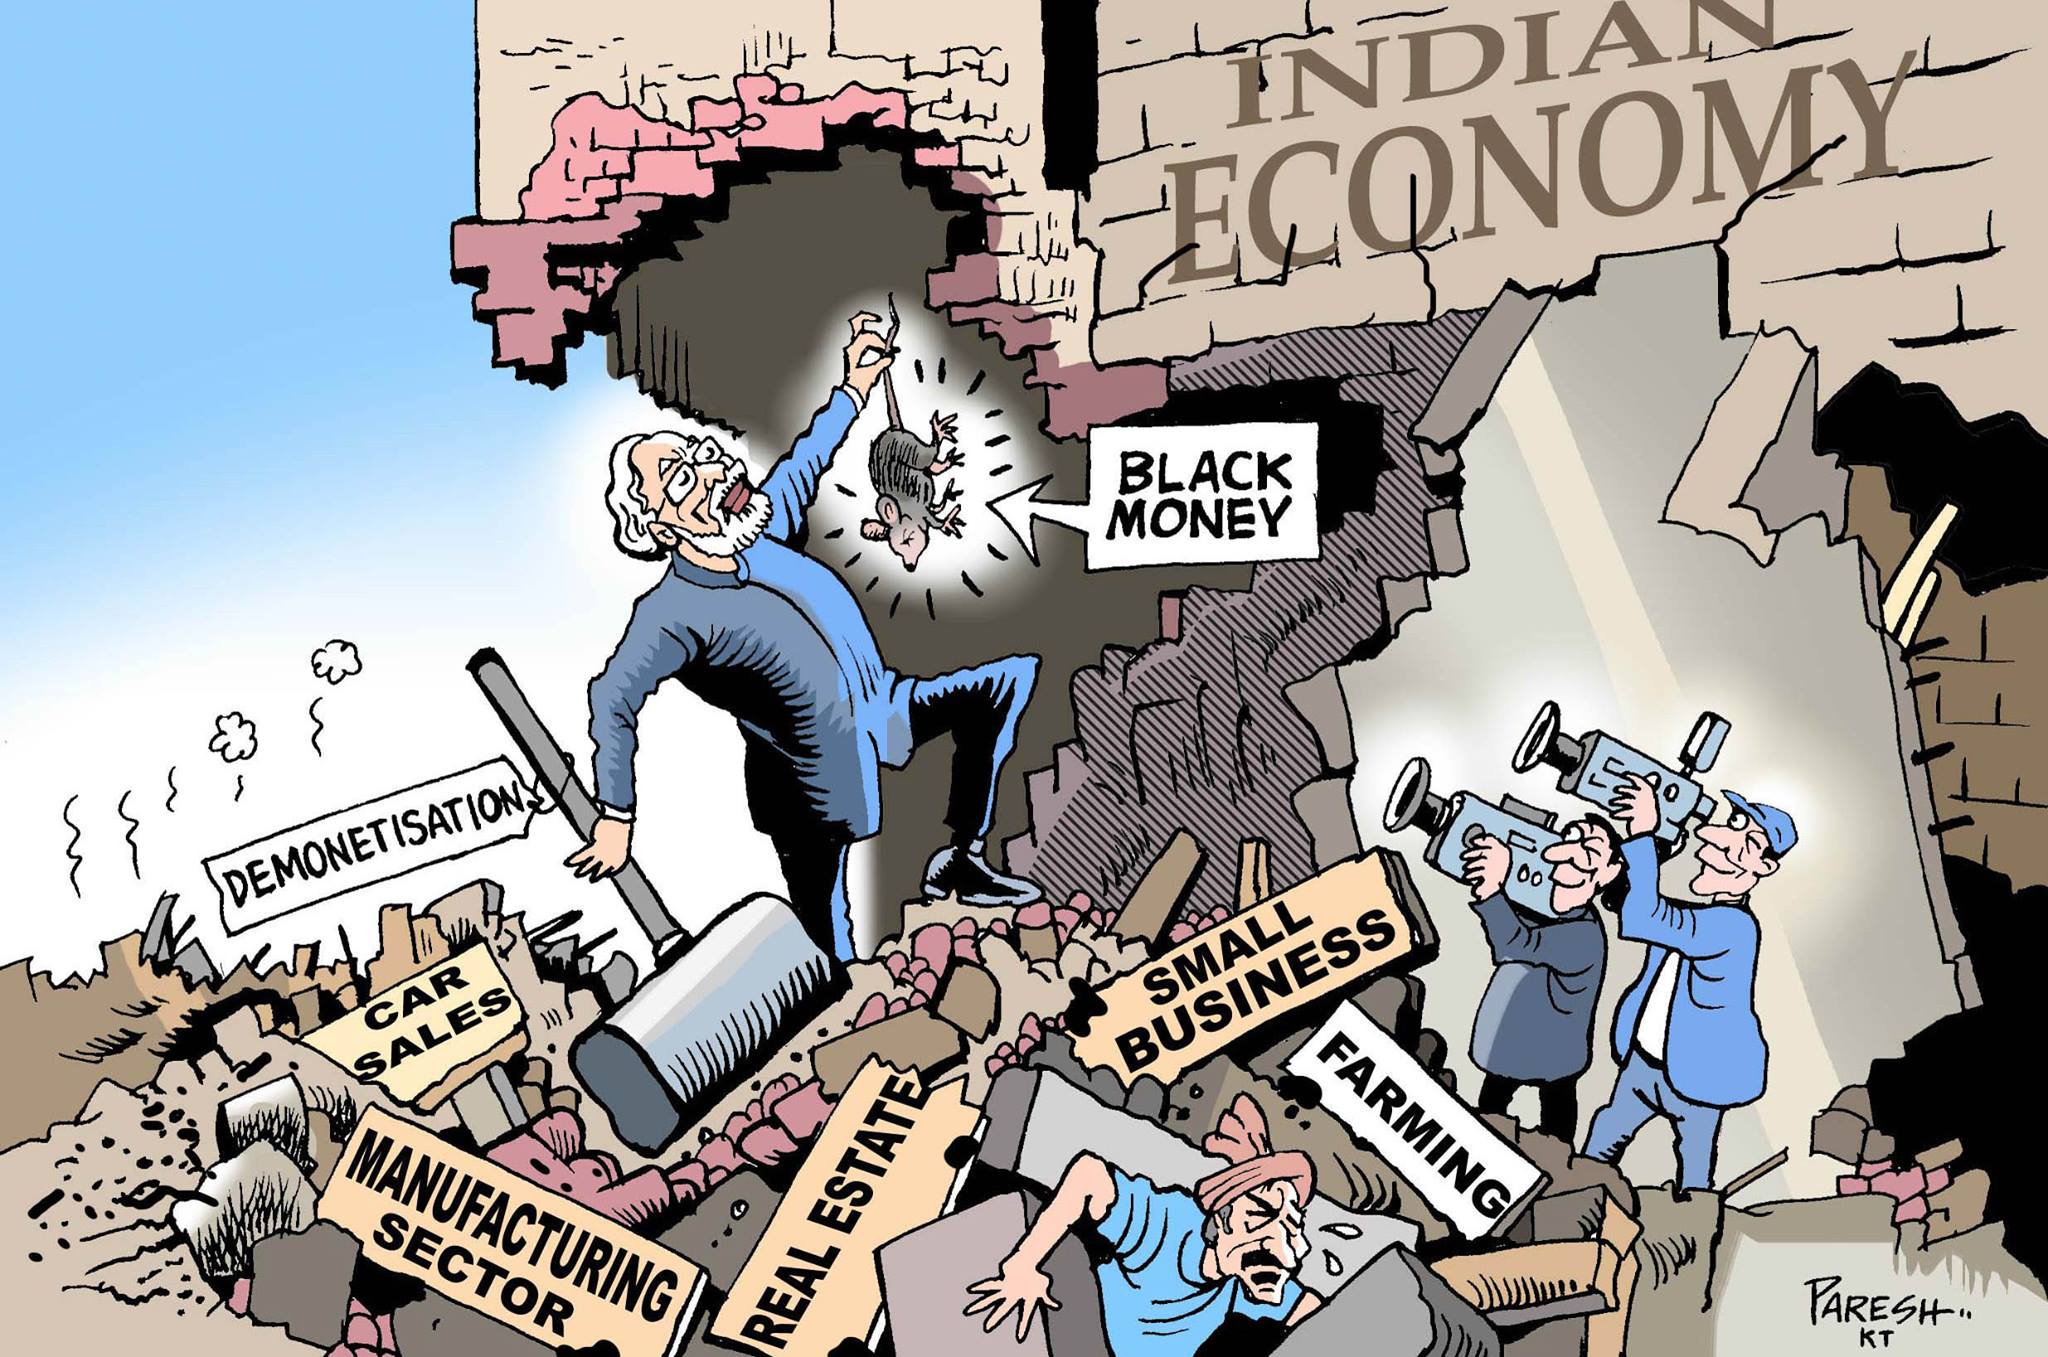 INDIAN
ECONOMY
BLACK
MONEY
DEMONETISATION
CAR
SALES
SMALL
BUSINESS
FARMING
REAL ESTATE
MANUFACTURING
SECTOR
PARESH..
KT